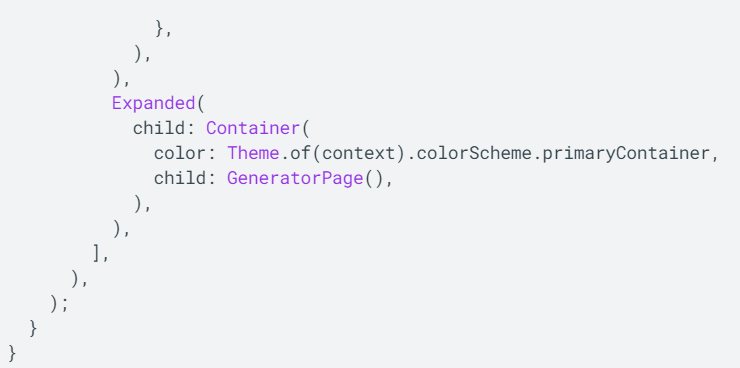 },
            ),
          ),
          Expanded(
            child: Container(
              color: Theme.of(context).colorScheme.primaryContainer,
              child: GeneratorPage(),
            ),
          ),
        ],
      ),
    );
  }
}